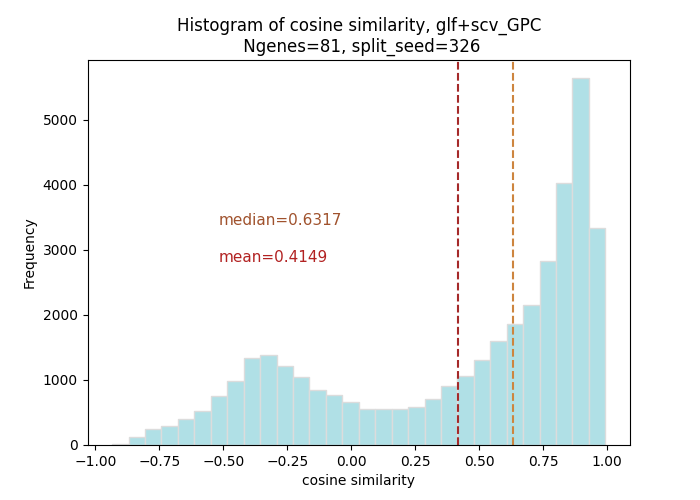 Histogram of cosine similarity, glf+scv_GPC
Ngenes=81, split_seed=326
Frequency
5000
4000
3000
2000
1000
0
median=0.6317
mean=0.4149
−1.00 −0.75 −0.50 −0.25 0.00 0.25 0.50 0.75 1.00
cosine similarity